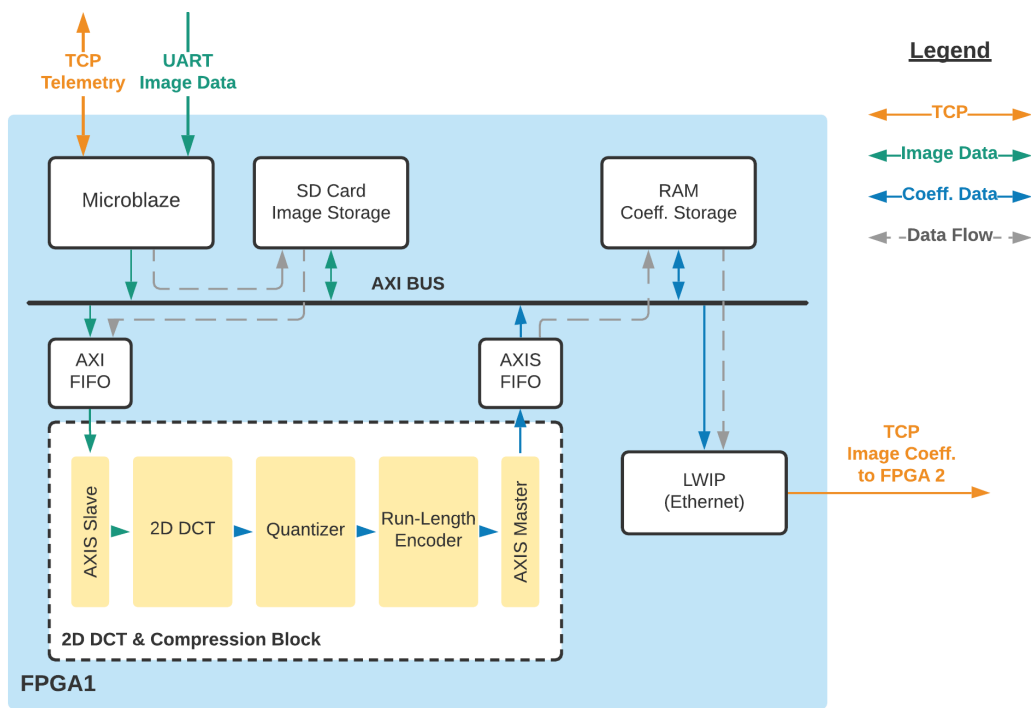 TCP
Telemetry
UART
Image Data
Legend
TCP
Image Data
Coeff. Data
Data Flow
Microblaze
SD Card
Image Storage
RAM
Coeff. Storage
AXI BUS
AXI
FIFO
AXIS
FIFO
TCP
Image Coeff.
to FPGA 2
LWIP
(Ethernet)
AXIS Slave
2D DCT
Quantizer
Run-Length
Encoder
AXIS Master
2D DCT & Compression Block
FPGA1